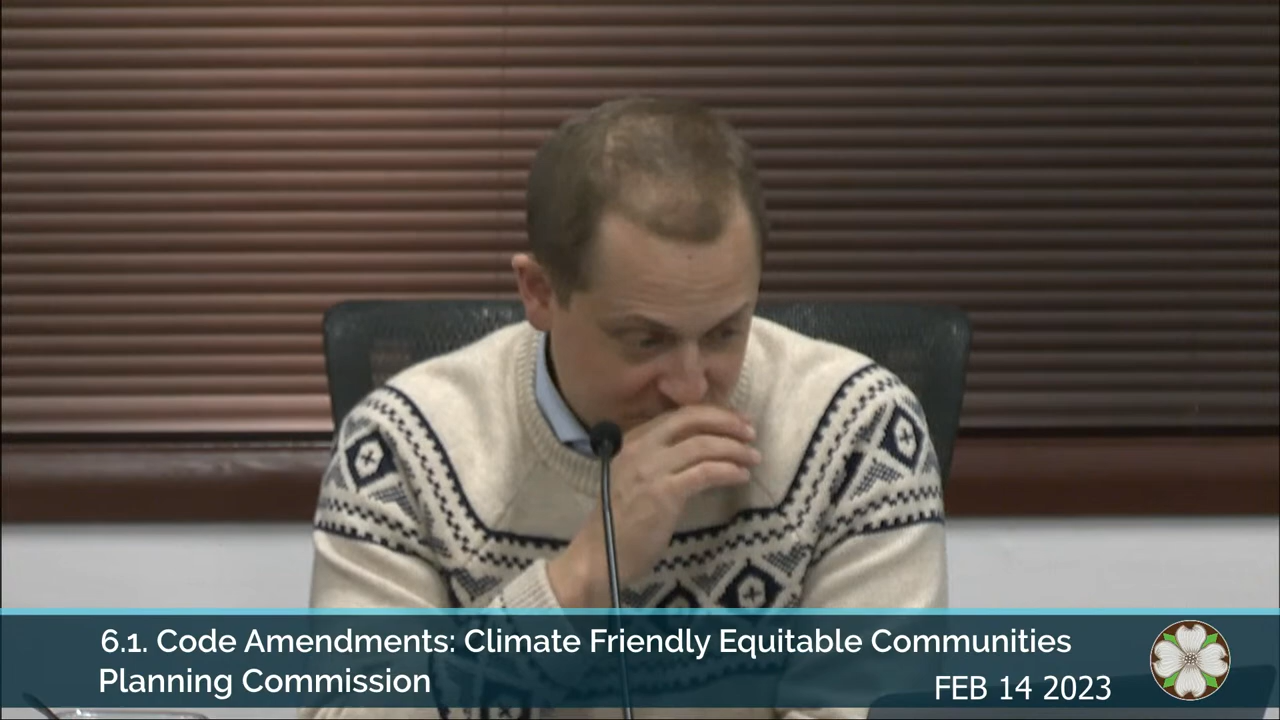 6.1. Code Amendments: Climate Friendly Equitable Communities
Planning Commission
FEB 14 2023